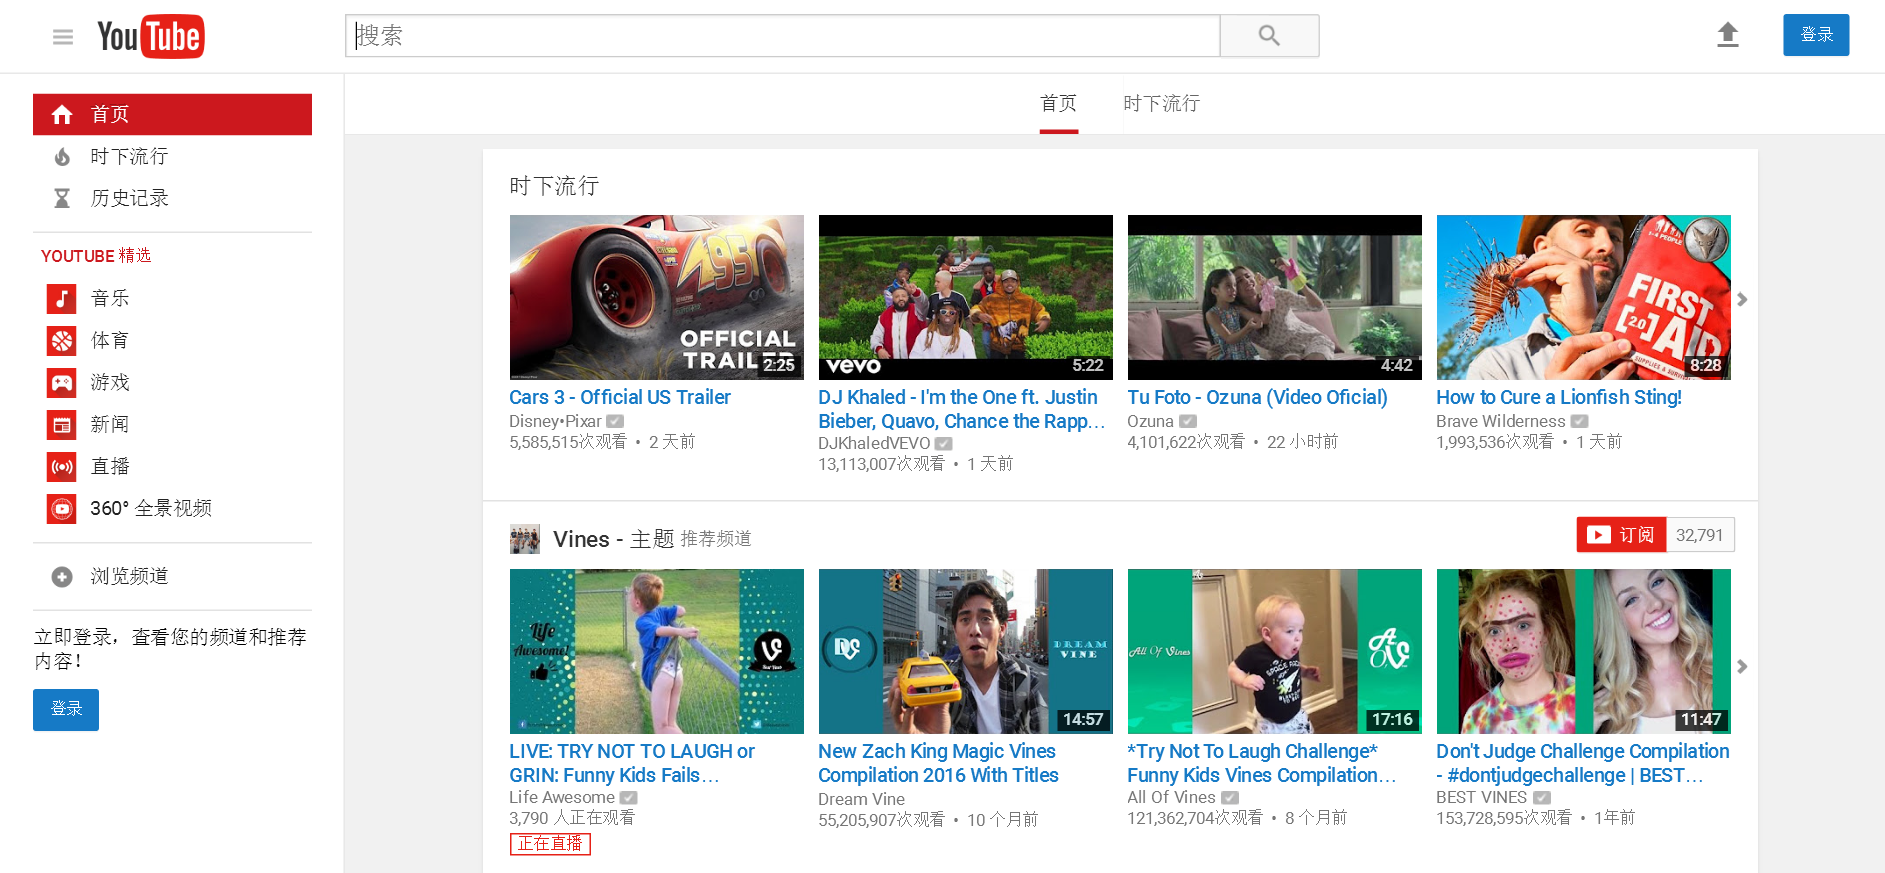 YouTube
搜索
登录
首页
时下流行
历史记录
YOUTUBE 精选
音乐
体育
游戏
新闻
直播
360° 全景视频
浏览频道
立即登录，查看您的频道和推荐
内容！
登录
首页
时下流行
时下流行
95
OFFICIAL
TRAILER
2:25
Cars 3 - Official US Trailer
Disney•Pixar
5,585,515次观看 • 2 天前
vevo
5:22
DJ Khaled - I'm the One ft. Justin
Bieber, Quavo, Chance the Rapp…
DJKhaledVEVO
13,113,007次观看 • 1 天前
4:42
Tu Foto - Ozuna (Video Oficial)
Ozuna
4,101,622次观看 • 22 小时前
1-4 PEOPLE
FIRST
[2.0]
AID
SUPPLIES &
8:28
How to Cure a Lionfish Sting!
Brave Wilderness
1,993,536次观看 • 1 天前
Vines - 主题 推荐频道
订阅 32,791
Life
Awesome!
LIVE: TRY NOT TO LAUGH or
GRIN: Funny Kids Fails…
Life Awesome
3,790 人正在观看
正在直播
DREAM
VINE
14:57
New Zach King Magic Vines
Compilation 2016 With Titles
Dream Vine
55,205,907次观看 • 10 个月前
All Of Vines
17:16
*Try Not To Laugh Challenge*
Funny Kids Vines Compilation…
All Of Vines
121,362,704次观看 • 8 个月前
11:47
Don't Judge Challenge Compilation
- #dontjudgechallenge | BEST…
BEST VINES
153,728,595次观看 • 1年前